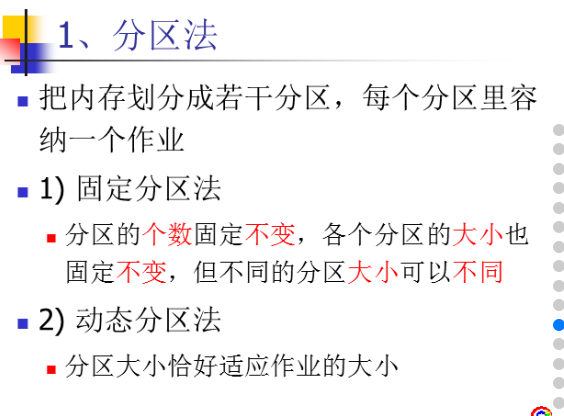 1、分区法
把内存划分成若干分区，每个分区里容
纳一个作业
1) 固定分区法
分区的个数固定不变，各个分区的大小也
固定不变，但不同的分区大小可以不同
2) 动态分区法
分区大小恰好适应作业的大小